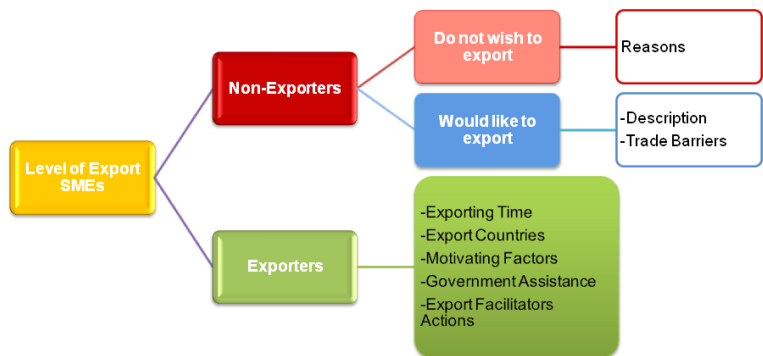 Level of Export
SMEs
Non-Exporters
Do not wish to
export
Reasons
Would like to
export
-Description
-Trade Barriers
Exporters
-Exporting Time
-Export Countries
-Motivating Factors
-Government Assistance
-Export Facilitators
Actions